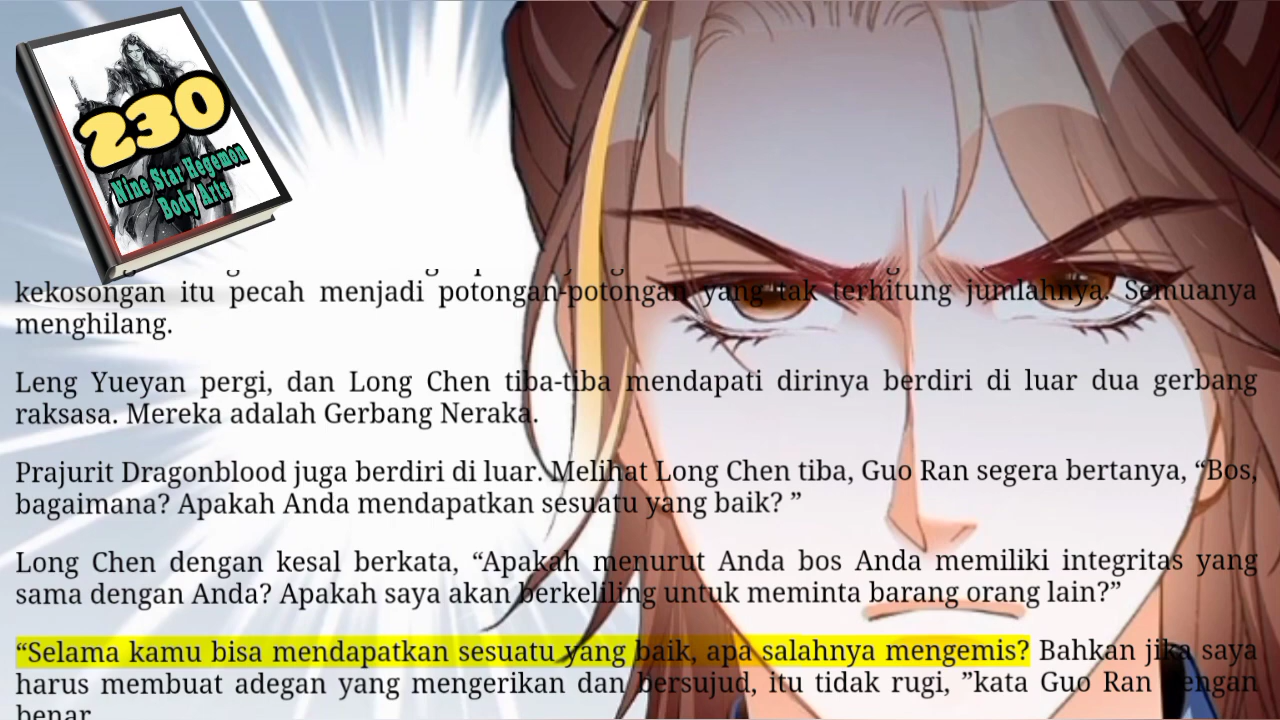 230
Nine Star Hegemon
Body Arts
kekosongan itu pecah menjadi potongan-potongan yang tak terhitung jumlahnya. Semuanya
menghilang.
Leng Yueyan pergi, dan Long Chen tiba-tiba mendapati dirinya berdiri di luar dua gerbang
raksasa. Mereka adalah Gerbang Neraka.
Prajurit Dragonblood juga berdiri di luar. Melihat Long Chen tiba, Guo Ran segera bertanya, “Bos,
bagaimana? Apakah Anda mendapatkan sesuatu yang baik? ”
Long Chen dengan kesal berkata, “Apakah menurut Anda bos Anda memiliki integritas yang
sama dengan Anda? Apakah saya akan berkeliling untuk meminta barang orang lain?”
“Selama kamu bisa mendapatkan sesuatu yang baik, apa salahnya mengemis? Bahkan jika saya
harus membuat adegan yang mengerikan dan bersujud, itu tidak rugi, ”kata Guo Ran dengan
benar.